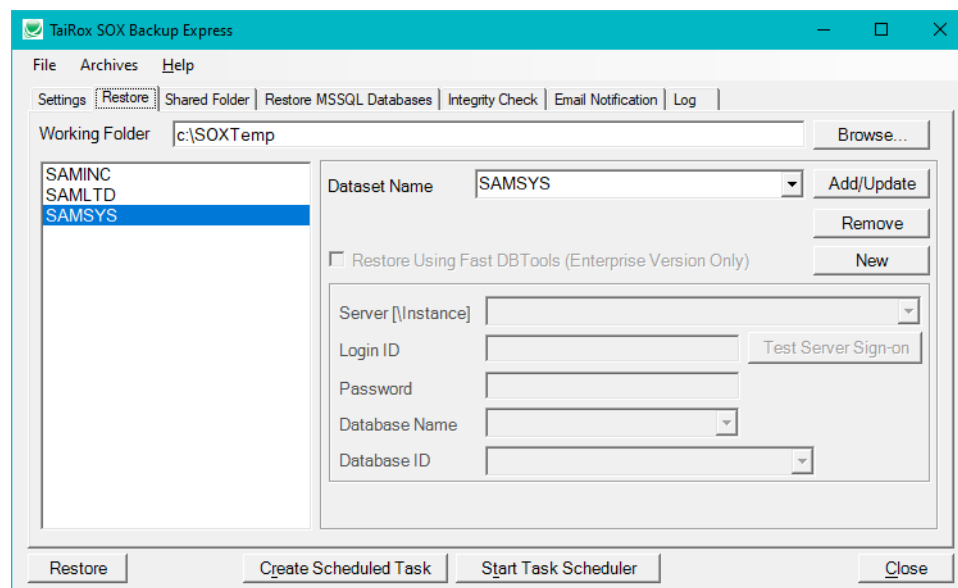 TaiRox SOX Backup Express
File Archives Help
Settings Restore Shared Folder Restore MSSQL Databases Integrity Check Email Notification Log
Working Folder c:\SOXTemp Browse...
SAMINC
SAMLTD
SAMSYS
Dataset Name SAMSYS Add/Update
Remove
Restore Using Fast DBTools (Enterprise Version Only) New
Server [\Instance]
Login ID Test Server Sign-on
Password
Database Name
Database ID
Restore Create Scheduled Task Start Task Scheduler Close